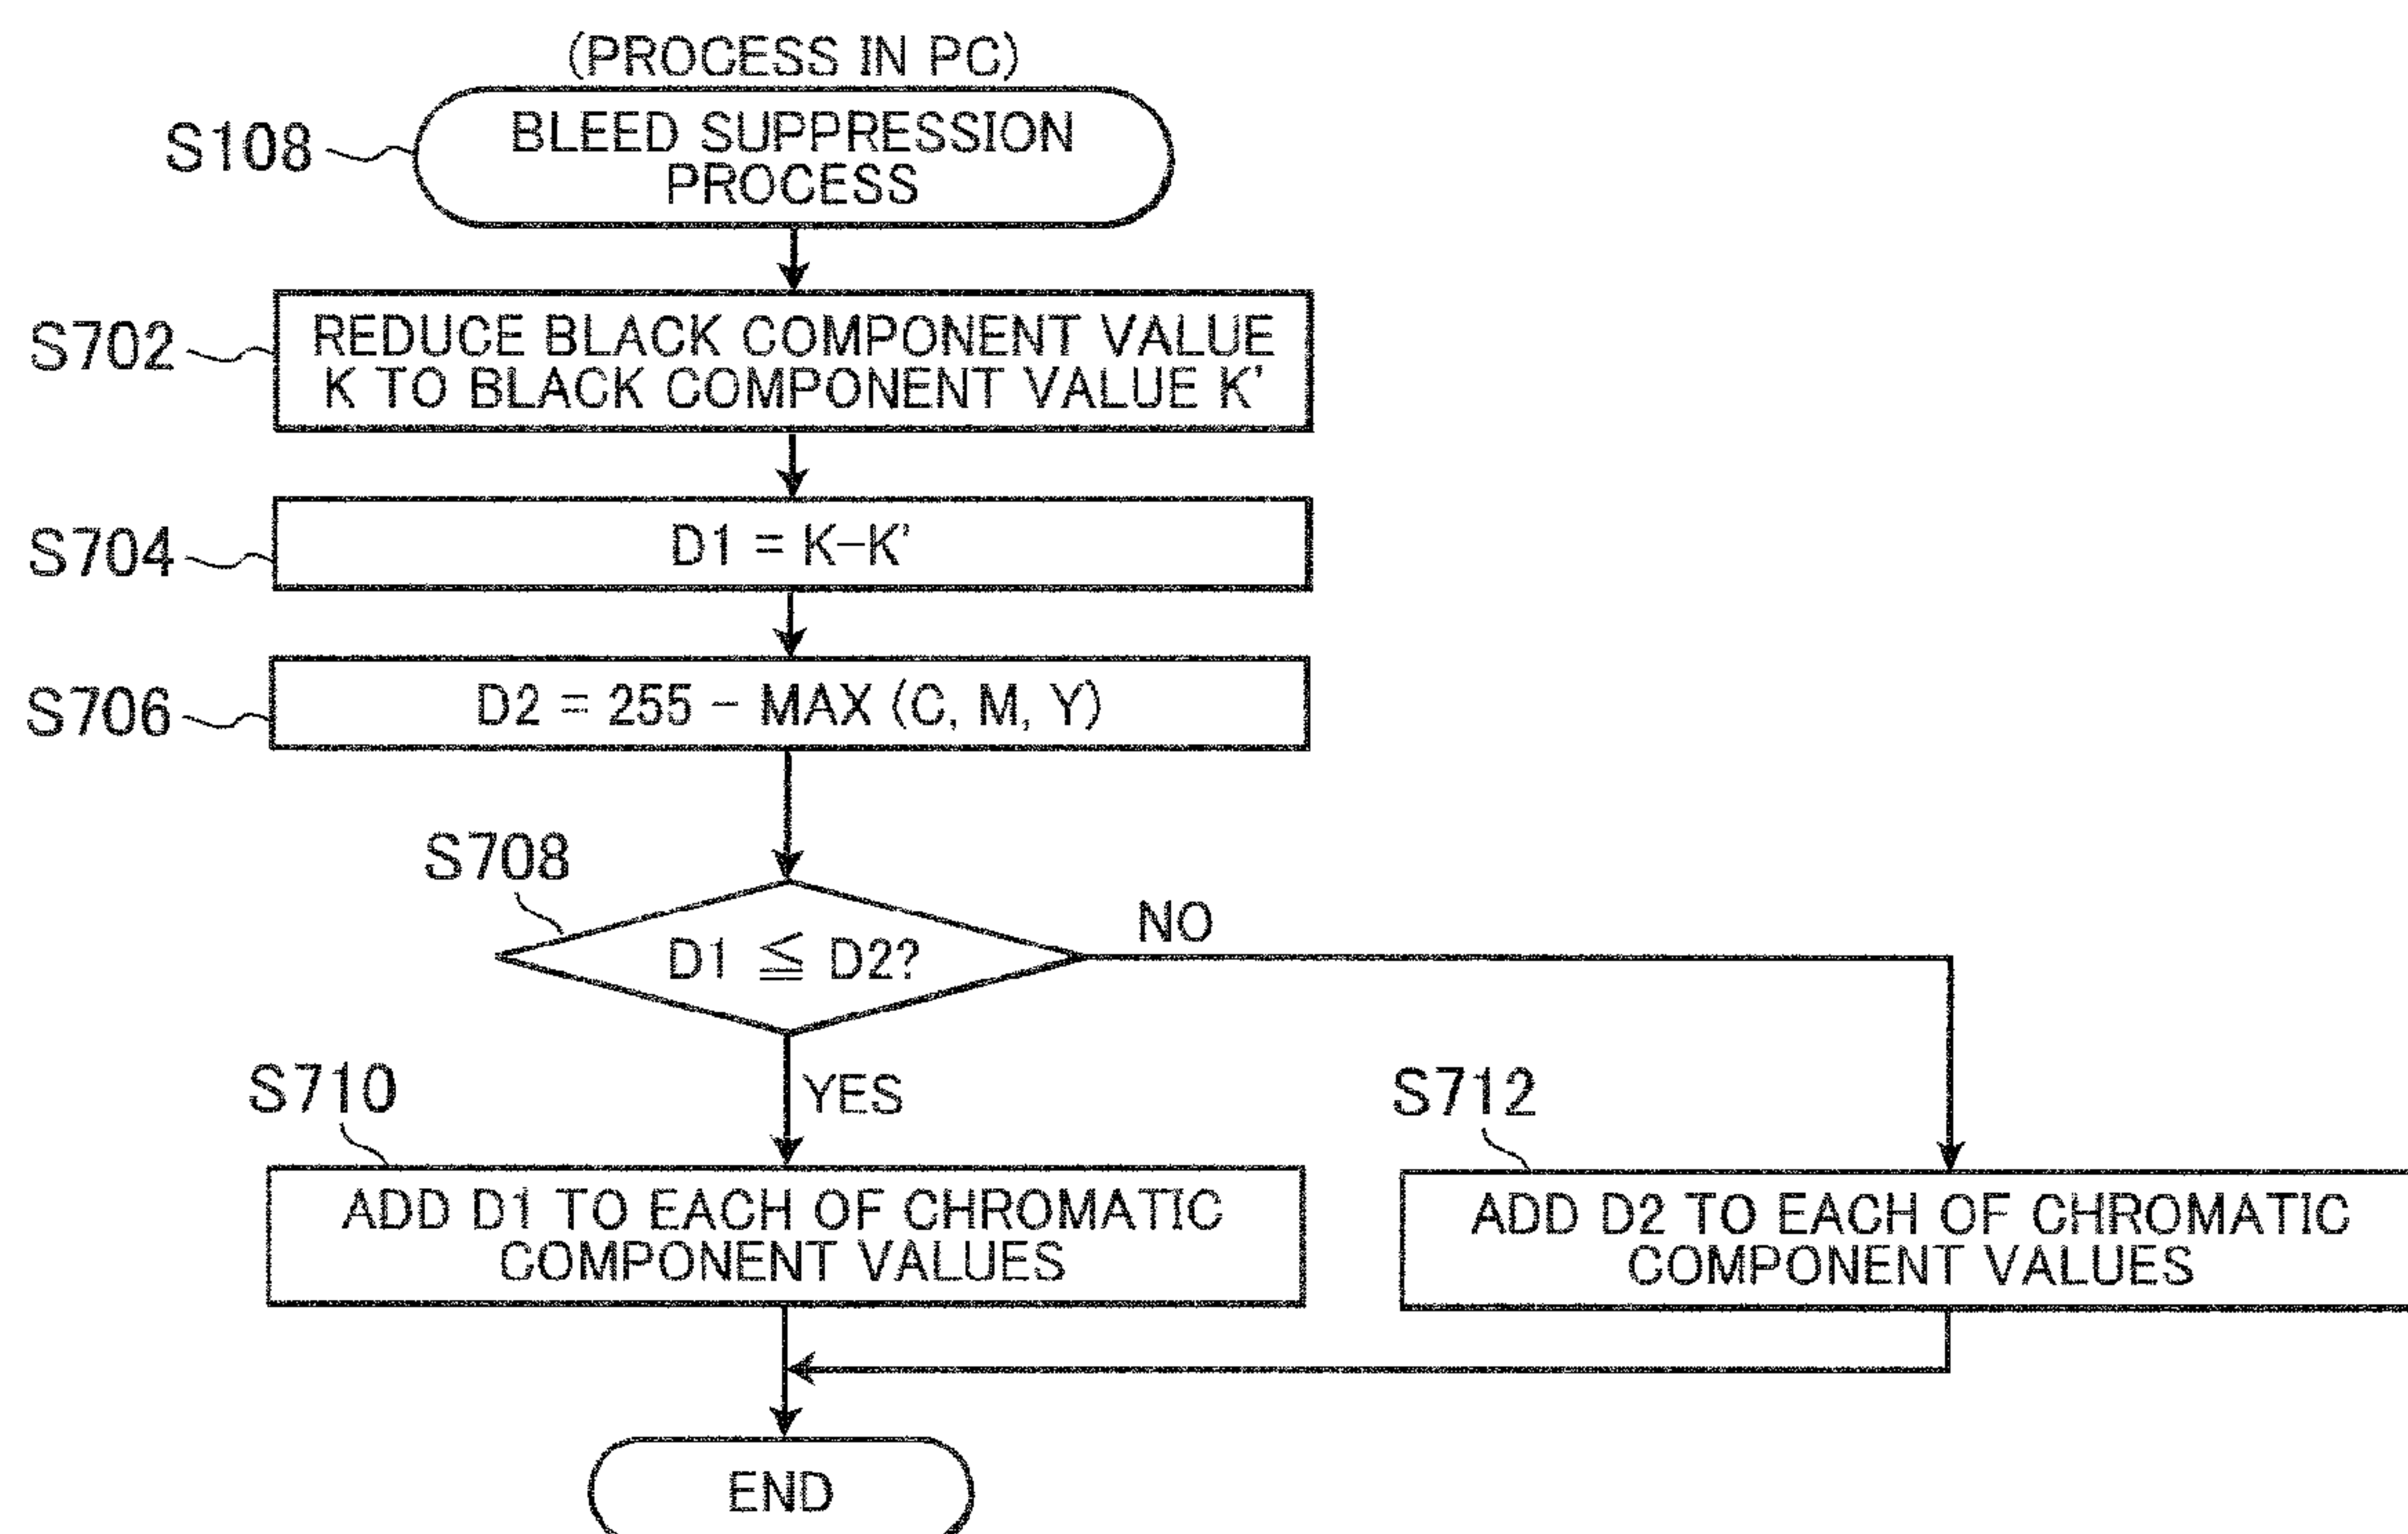 (PROCESS IN PC)
S108
BLEED SUPPRESSION
PROCESS
S702
REDUCE BLACK COMPONENT VALUE
K TO BLACK COMPONENT VALUE K'
S704
D1 = K-K'
S706
D2 = 255 - MAX (C, M, Y)
S708
D1 ≦ D2?
NO
YES
S710
ADD D1 TO EACH OF CHROMATIC
COMPONENT VALUES
S712
ADD D2 TO EACH OF CHROMATIC
COMPONENT VALUES
END